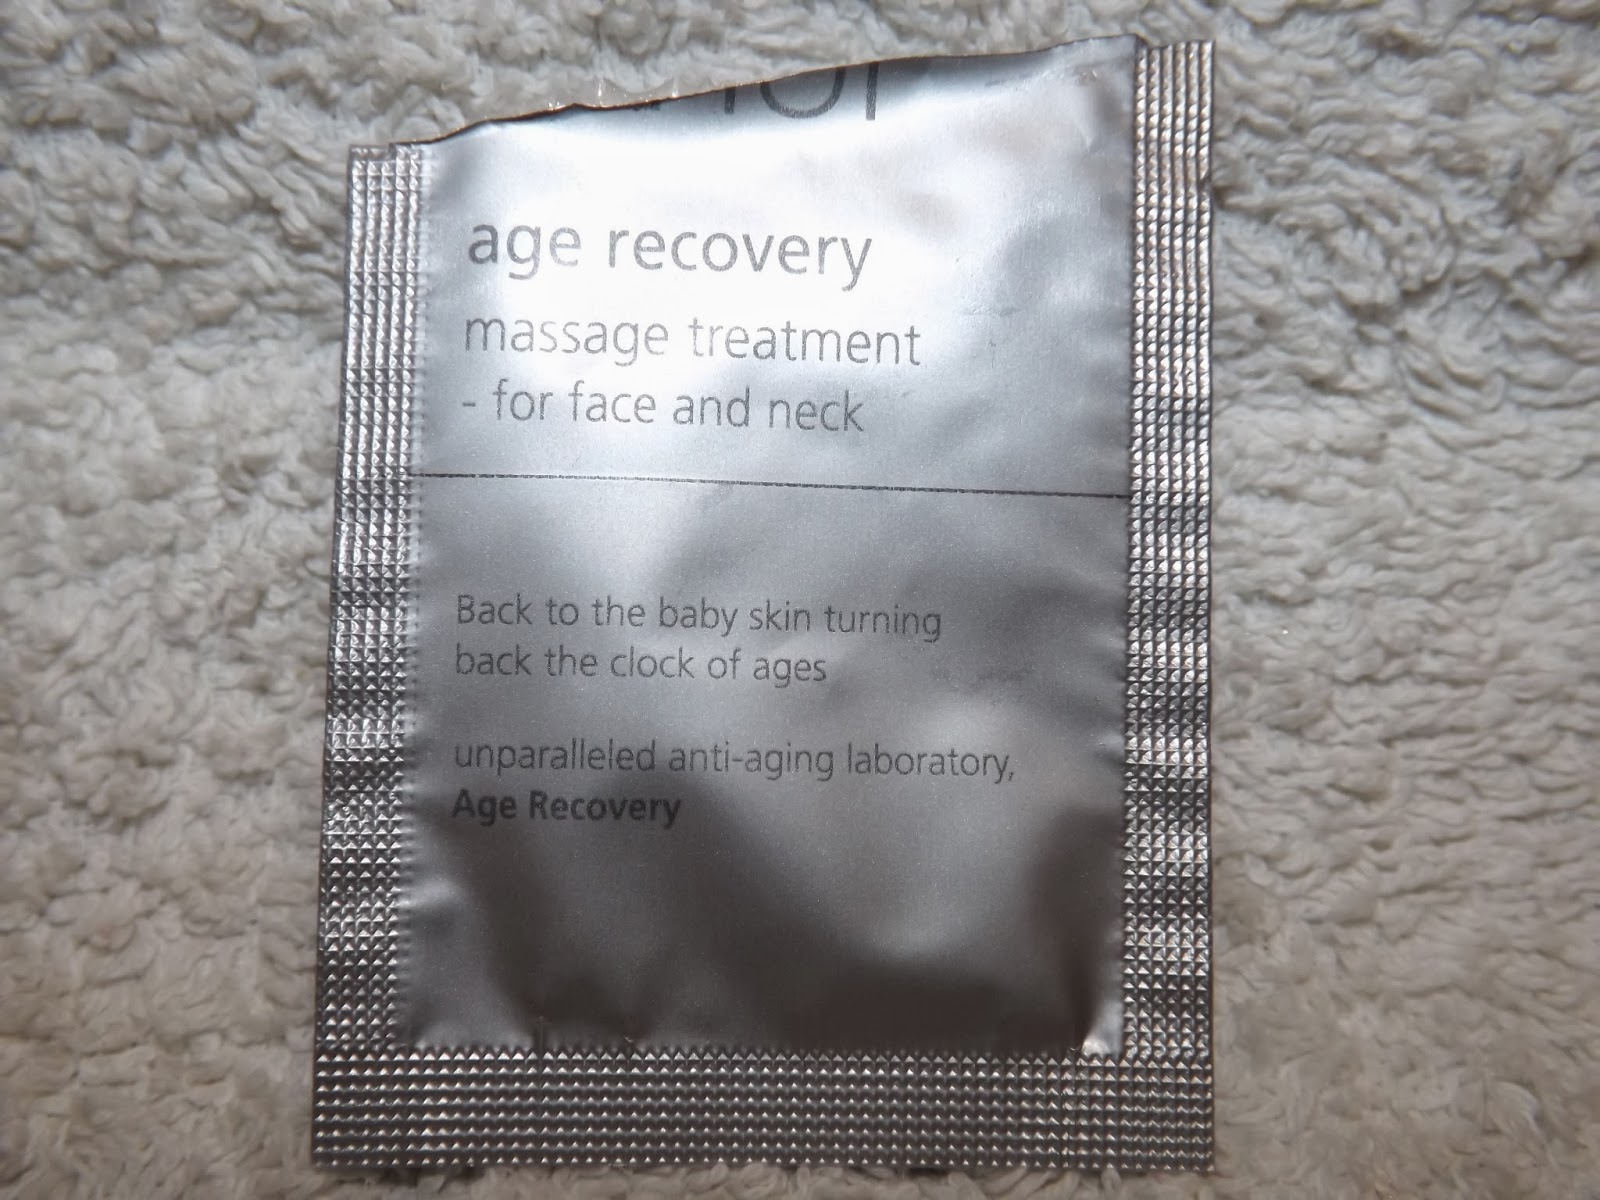 age recovery
massage treatment
- for face and neck
Back to the baby skin turning
back the clock of ages
unparalleled anti-aging laboratory,
Age Recovery